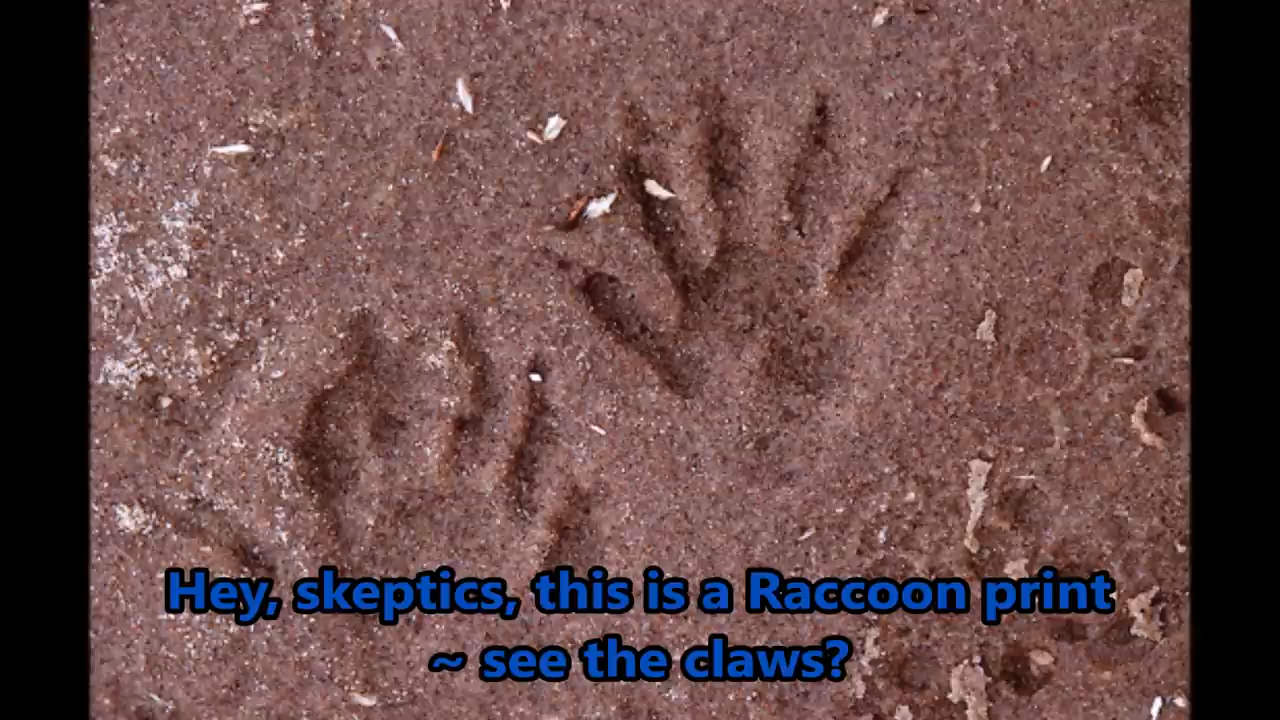 Hey, skeptics, this is a Raccoon print
~ see the claws?